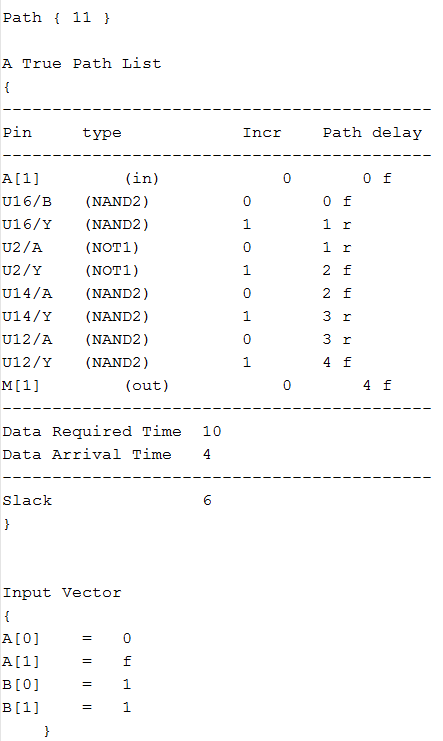 Path { 11 }
A True Path List
{
--------------------------------------------
Pin     type            Incr    Path delay
--------------------------------------------
A[1]        (in)            0       0 f
U16/B   (NAND2)         0       0 f
U16/Y   (NAND2)         1       1 r
U2/A    (NOT1)          0       1 r
U2/Y    (NOT1)          1       2 f
U14/A   (NAND2)         0       2 f
U14/Y   (NAND2)         1       3 r
U12/A   (NAND2)         0       3 r
U12/Y   (NAND2)         1       4 f
M[1]        (out)           0       4 f
--------------------------------------------
Data Required Time  10
Data Arrival Time   4
--------------------------------------------
Slack               6
}
Input Vector
{
A[0]    =   0
A[1]    =   f
B[0]    =   1
B[1]    =   1
    }